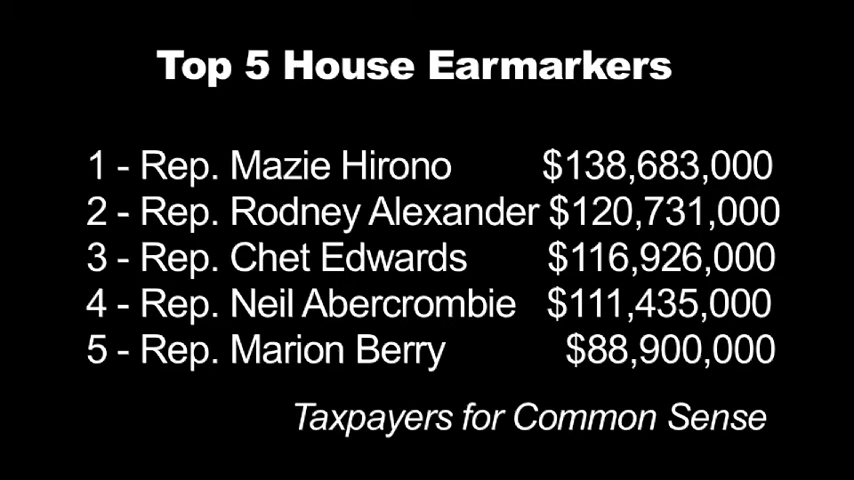 Top 5 House Earmarkers
1 - Rep. Mazie Hirono $138,683,000
2 - Rep. Rodney Alexander $120,731,000
3 - Rep. Chet Edwards $116,926,000
4 - Rep. Neil Abercrombie $111,435,000
5 - Rep. Marion Berry $88,900,000
Taxpayers for Common Sense